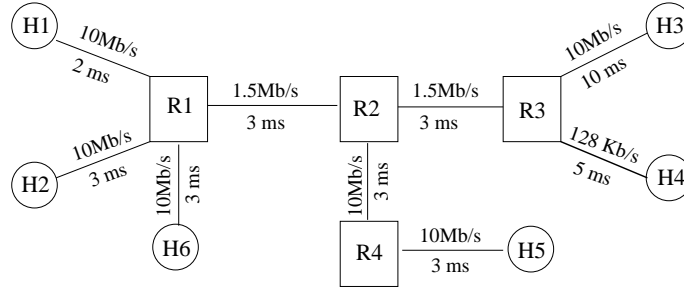 H1
10Mb/s
2 ms
H3
10Mb/s
10 ms
R1
1.5Mb/s
3 ms
R2
1.5Mb/s
3 ms
R3
H2
10Mb/s
3 ms
10Mb/s
3 ms
H6
10Mb/s
3 ms
128 Kb/s
5 ms
H4
R4
10Mb/s
3 ms
H5